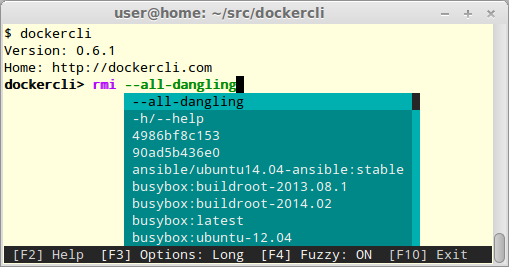 user@home: ~/src/dockercli
$ dockercli
Version: 0.6.1
Home: http://dockercli.com
dockercli> rmi --all-dangling
--all-dangling
-h/--help
4986bf8c153
90ad5b436e0
ansible/ubuntu14.04-ansible:stable
busybox:buildroot-2013.08.1
busybox:buildroot-2014.02
busybox:latest
busybox:ubuntu-12.04
[F2] Help  [F3] Options: Long  [F4] Fuzzy: ON  [F10] Exit